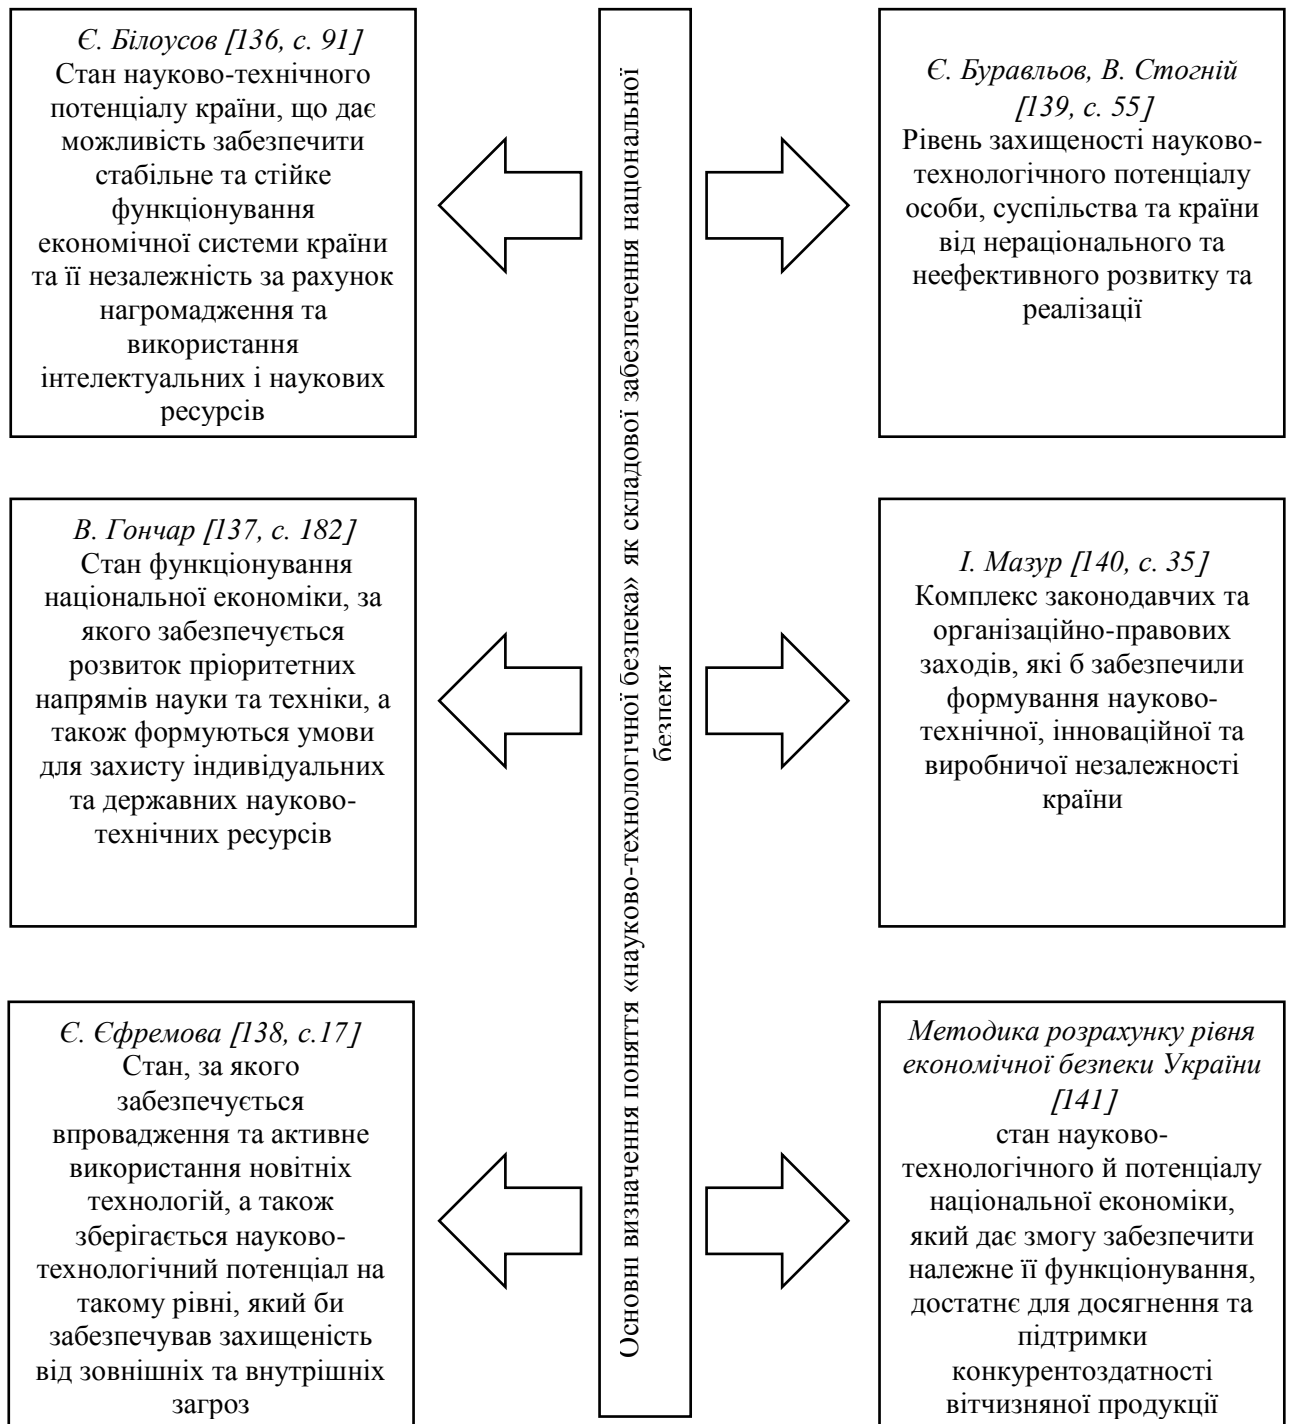 Є. Білоусов [136, с. 91]
Стан науково-технічного
потенціалу країни, що дає
можливість забезпечити
стабільне та стійке
функціонування
економічної системи країни
та її незалежність за рахунок
нагромадження та
використання
інтелектуальних і наукових
ресурсів
В. Гончар [137, с. 182]
Стан функціонування
національної економіки, за
якого забезпечується
розвиток пріоритетних
напрямів науки та техніки, а
також формуються умови
для захисту індивідуальних
та державних науково-
технічних ресурсів
Є. Єфремова [138, с.17]
Стан, за якого
забезпечується
впровадження та активне
використання новітніх
технологій, а також
зберігається науково-
технологічний потенціал на
такому рівні, який би
забезпечував захищеність
від зовнішніх та внутрішніх
загроз
Основні визначення поняття «науково-технологічної безпека» як складової забезпечення національної
безпеки
Є. Буравльов, В. Стогній
[139, с. 55]
Рівень захищеності науково-
технологічного потенціалу
особи, суспільства та країни
від нераціонального та
неефективного розвитку та
реалізації
І. Мазур [140, с. 35]
Комплекс законодавчих та
організаційно-правових
заходів, які б забезпечили
формування науково-
технічної, інноваційної та
виробничої незалежності
країни
Методика розрахунку рівня
економічної безпеки України
[141]
стан науково-
технологічного й потенціалу
національної економіки,
який дає змогу забезпечити
належне її функціонування,
достатнє для досягнення та
підтримки
конкурентоздатності
вітчизняної продукції